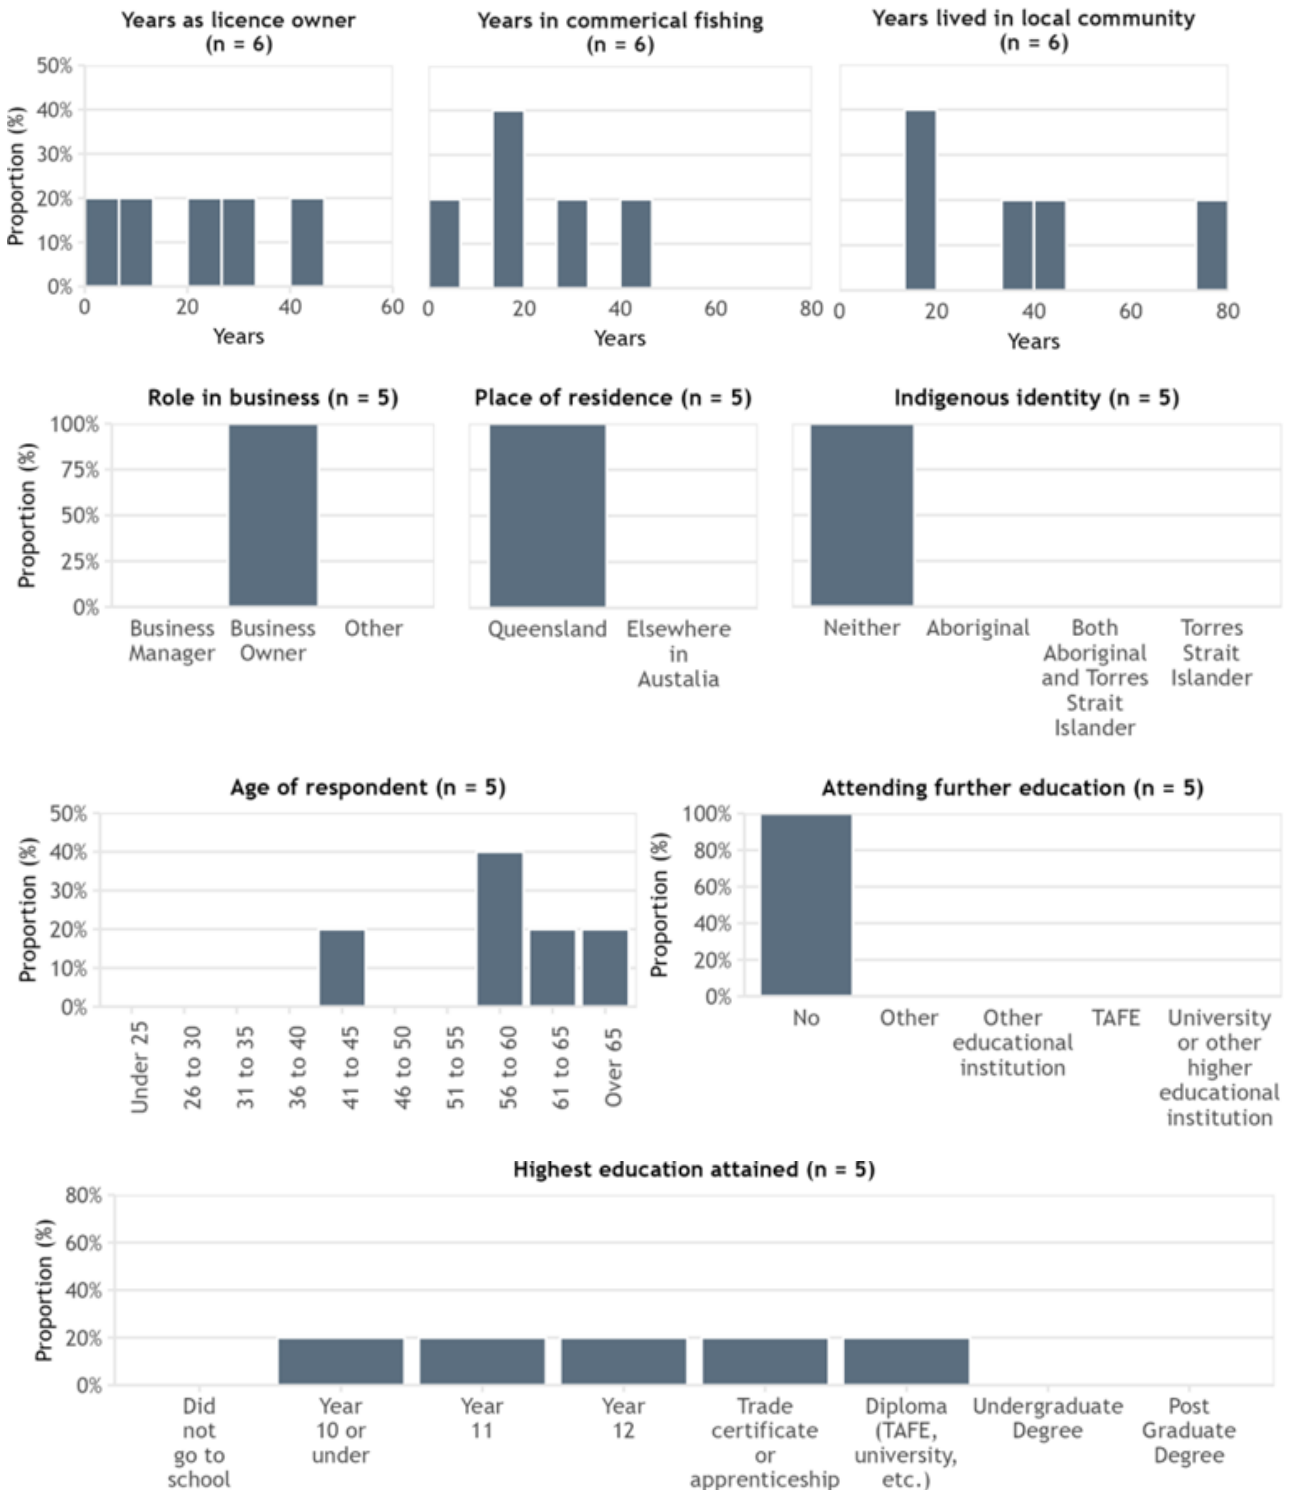 Years as licence owner
(n = 6)
Years in commerical fishing
(n = 6)
Years lived in local community
(n = 6)
Proportion (%)
50%
40%
30%
20%
10%
0%
0 20 40 60
Years
0 20 40 60 80
Years
0 20 40 60 80
Years
Role in business (n = 5)
Place of residence (n = 5)
Indigenous identity (n = 5)
Proportion (%)
100%
75%
50%
25%
0%
Business
Manager
Business
Owner
Other
Queensland
Elsewhere
in
Austalia
Neither
Aboriginal
Both
Aboriginal
and Torres
Strait
Islander
Torres
Strait
Islander
Age of respondent (n = 5)
Proportion (%)
50%
40%
30%
20%
10%
0%
Under 25
26 to 30
31 to 35
36 to 40
41 to 45
46 to 50
51 to 55
56 to 60
61 to 65
Over 65
Attending further education (n = 5)
Proportion (%)
100%
80%
60%
40%
20%
0%
No
Other
Other
educational
institution
TAFE
University
or other
higher
educational
institution
Highest education attained (n = 5)
Proportion (%)
80%
60%
40%
20%
0%
Did
not
go to
school
Year
10 or
under
Year
11
Year
12
Trade
certificate
or
apprenticeship
Diploma
(TAFE,
university,
etc.)
Undergraduate
Degree
Post
Graduate
Degree